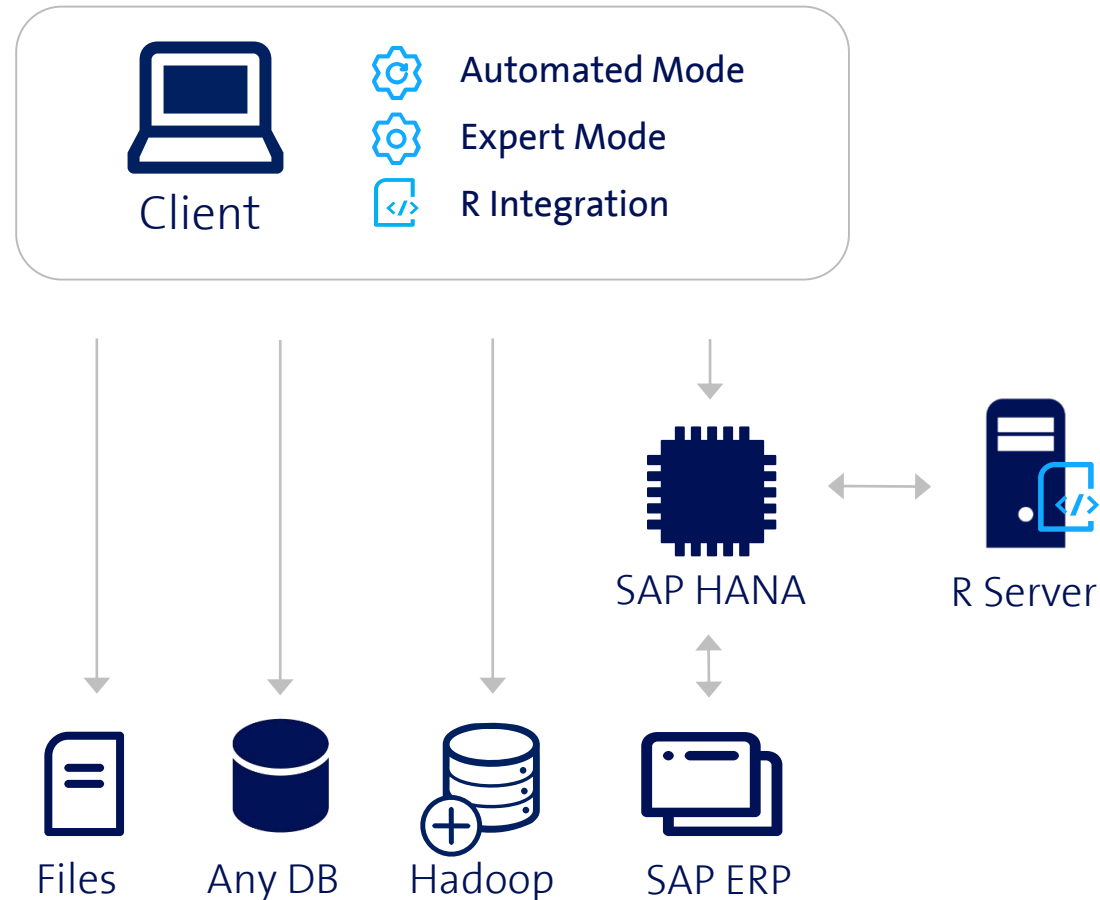 Automated Mode
Expert Mode
Client
R Integration
</>
</>
SAP HANA
R Server
Files
Any DB
Hadoop
SAP ERP